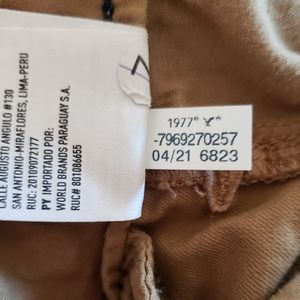 CALLE AUGUSTO ANGULO #130
SAN ANTONIO-MIRAFLORES, LIMA-PERU
RUC: 20109072177
PY IMPORTADO POR:
WORLD BRANDS PARAGUAY S.A.
RUC# 801086655
1977
-7969270257
04/21 6823